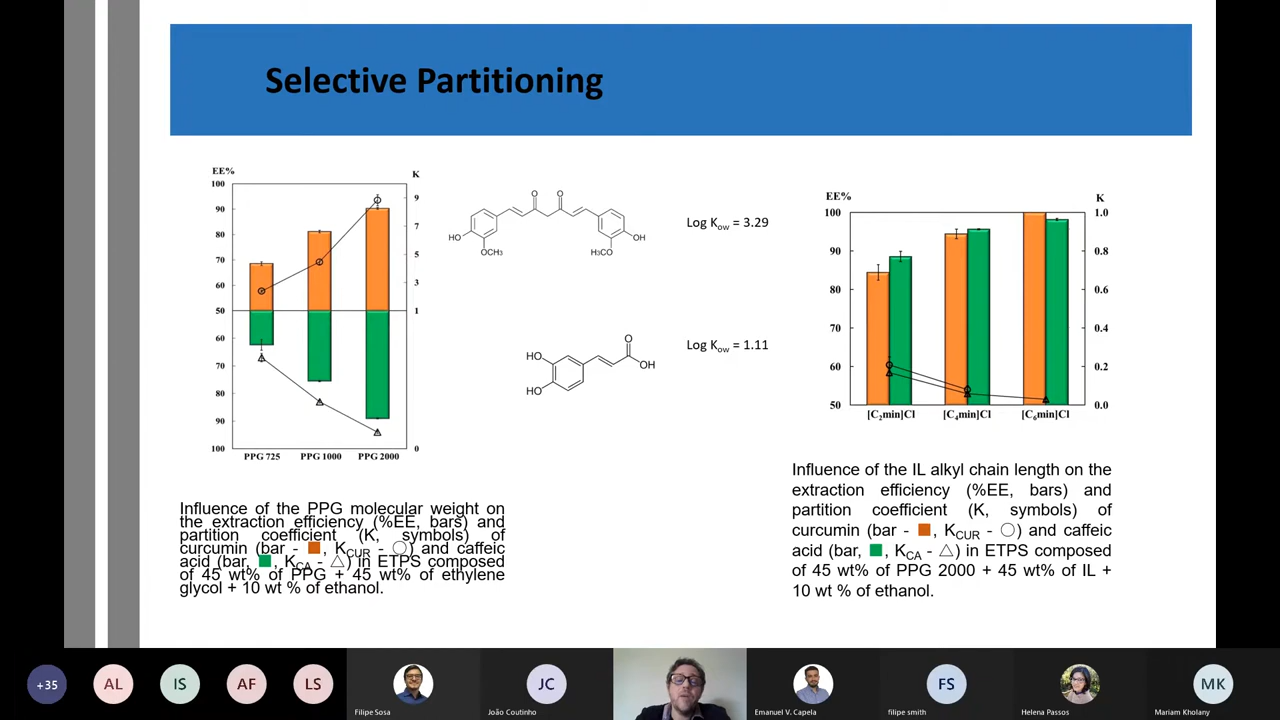 Selective Partitioning
EE%
K
100
90
80
70
60
50
60
70
80
90
100
9
7
5
3
1
0
PPG 725
PPG 1000
PPG 2000
O
O
HO
OCH3
H3CO
OH
Log Kow = 3.29
HO
HO
O
OH
Log Kow = 1.11
EE%
K
100
90
80
70
60
50
1.0
0.8
0.6
0.4
0.2
0.0
[C2min]Cl
[C4min]Cl
[C6min]Cl
Influence of the PPG molecular weight on
the extraction efficiency (%EE, bars) and
partition coefficient (K, symbols) of
curcumin (bar - , KCUR - ) and caffeic
acid (bar, , KCA - ) in ETPS composed
of 45 wt% of PPG + 45 wt% of ethylene
glycol + 10 wt % of ethanol.
Influence of the IL alkyl chain length on the
extraction efficiency (%EE, bars) and
partition coefficient (K, symbols) of
curcumin (bar - , KCUR - ) and caffeic
acid (bar, , KCA - ) in ETPS composed
of 45 wt% of PPG 2000 + 45 wt% of IL +
10 wt % of ethanol.
+35
AL
IS
AF
LS
Filipe Sosa
JC
João Coutinho
Emanuel V. Capela
FS
filipe smith
Helena Passos
MK
Mariam Kholany